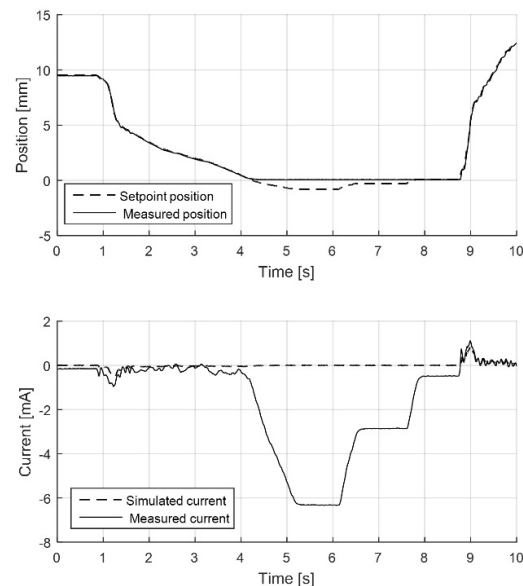 15
10
5
0
-5
Position [mm]
Setpoint position
Measured position
0 1 2 3 4 5 6 7 8 9 10
Time [s]
2
0
-2
-4
-6
-8
Current [mA]
Simulated current
Measured current
0 1 2 3 4 5 6 7 8 9 10
Time [s]